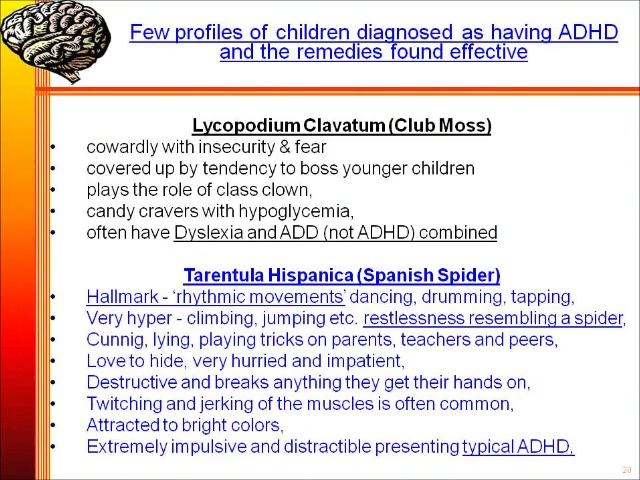 Few profiles of children diagnosed as having ADHD
and the remedies found effective
Lycopodium Clavatum (Club Moss)
• cowardly with insecurity & fear
• covered up by tendency to boss younger children
• plays the role of class clown,
• candy cravers with hypoglycemia,
• often have Dyslexia and ADD (not ADHD) combined
Tarentula Hispanica (Spanish Spider)
• Hallmark - ‘rhythmic movements’ dancing, drumming, tapping,
• Very hyper - climbing, jumping etc. restlessness resembling a spider,
• Cunnig, lying, playing tricks on parents, teachers and peers,
• Love to hide, very hurried and impatient,
• Destructive and breaks anything they get their hands on,
• Twitching and jerking of the muscles is often common,
• Attracted to bright colors,
• Extremely impulsive and distractible presenting typical ADHD,
20